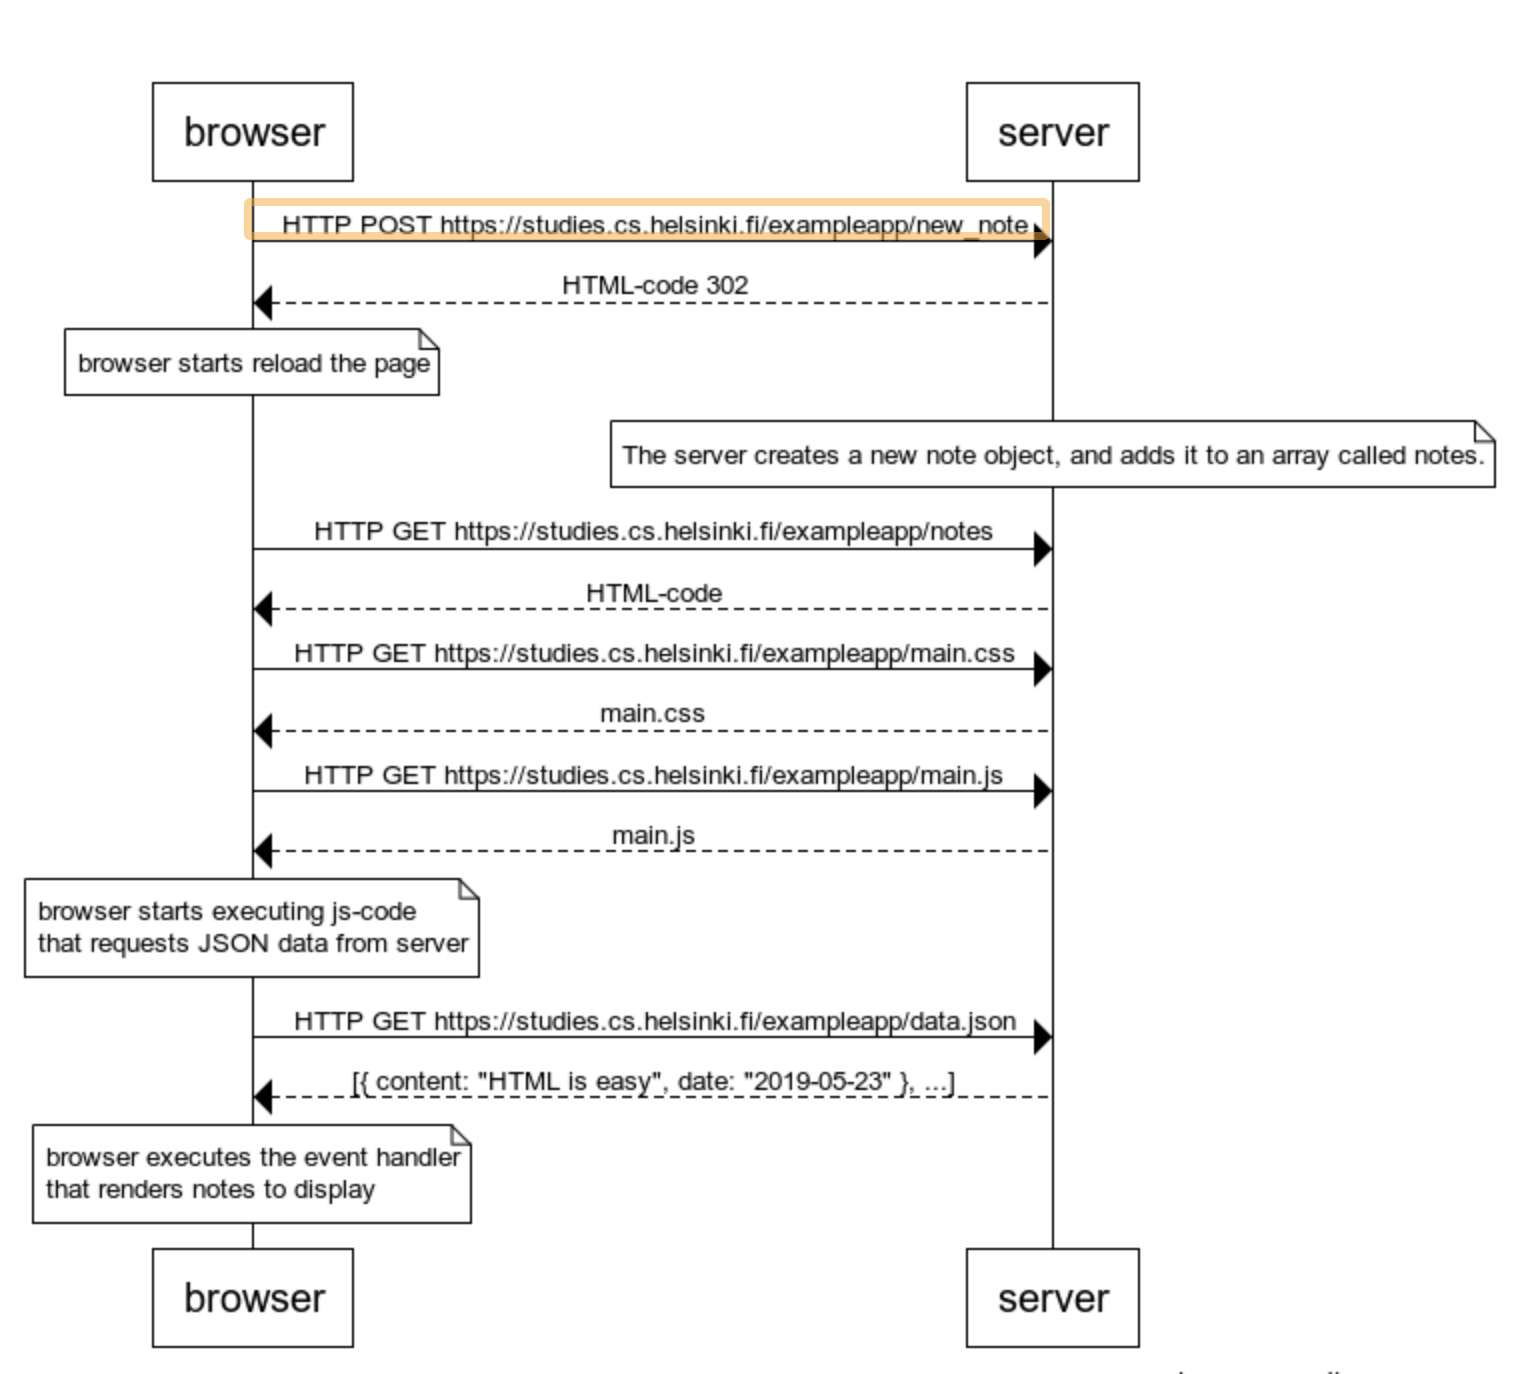 browser
server
HTTP POST https://studies.cs.helsinki.fi/exampleapp/new_note
HTML-code 302
browser starts reload the page
The server creates a new note object, and adds it to an array called notes.
HTTP GET https://studies.cs.helsinki.fi/exampleapp/notes
HTML-code
HTTP GET https://studies.cs.helsinki.fi/exampleapp/main.css
main.css
HTTP GET https://studies.cs.helsinki.fi/exampleapp/main.js
main.js
browser starts executing js-code
that requests JSON data from server
HTTP GET https://studies.cs.helsinki.fi/exampleapp/data.json
[{ content: "HTML is easy", date: "2019-05-23" }, ...]
browser executes the event handler
that renders notes to display
browser
server